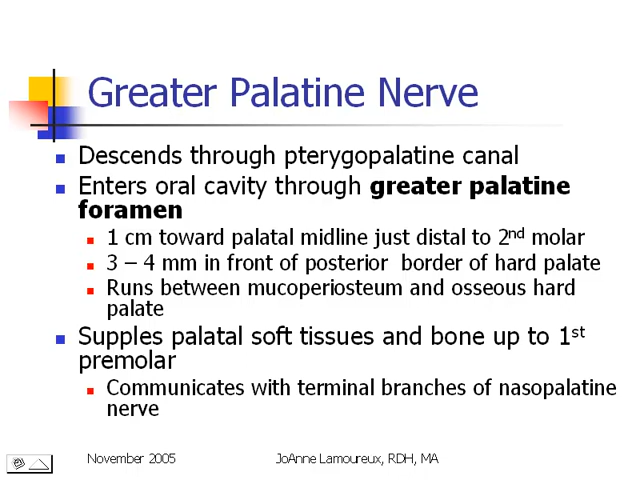 Greater Palatine Nerve
Descends through pterygopalatine canal
Enters oral cavity through greater palatine
foramen
1 cm toward palatal midline just distal to 2nd molar
3 – 4 mm in front of posterior border of hard palate
Runs between mucoperiosteum and osseous hard
palate
Supples palatal soft tissues and bone up to 1st
premolar
Communicates with terminal branches of nasopalatine
nerve
November 2005
JoAnne Lamoureux, RDH, MA